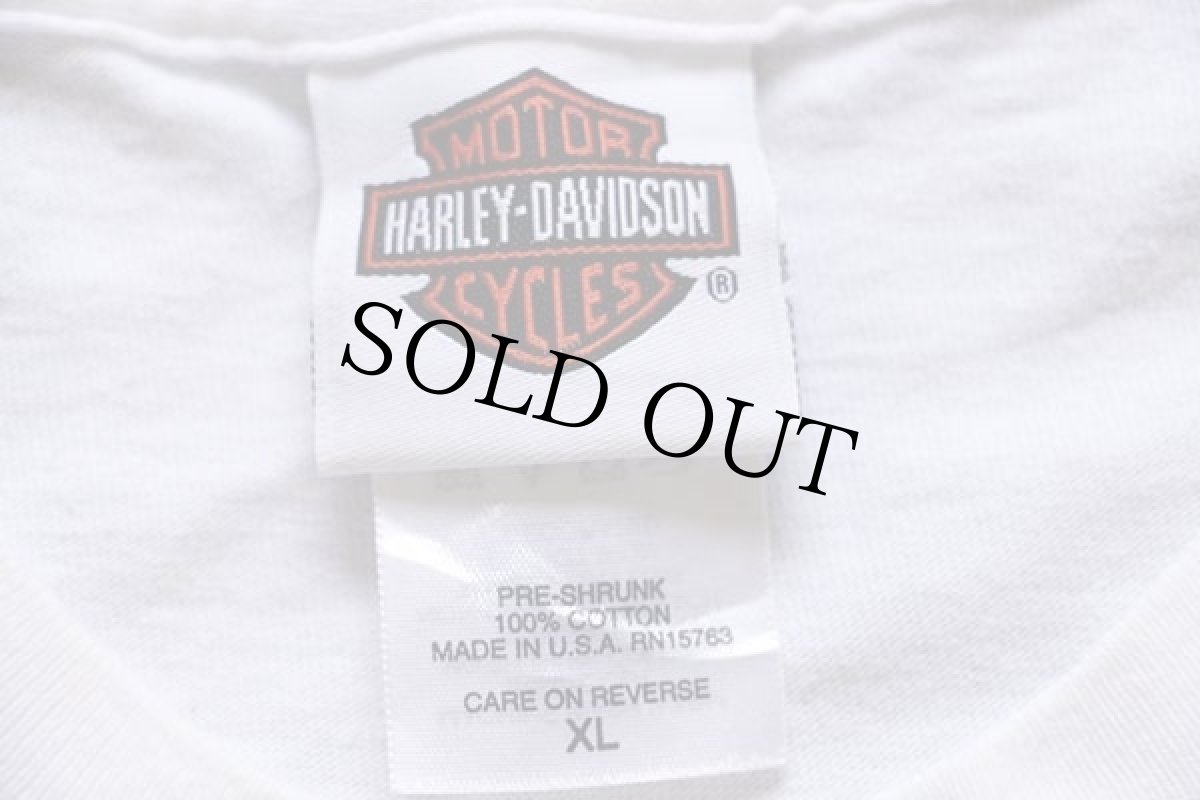 MOTOR
HARLEY-DAVIDSON
CYCLES
®
SOLD OUT
PRE-SHRUNK
100% COTTON
MADE IN U.S.A. RN15763
CARE ON REVERSE
XL